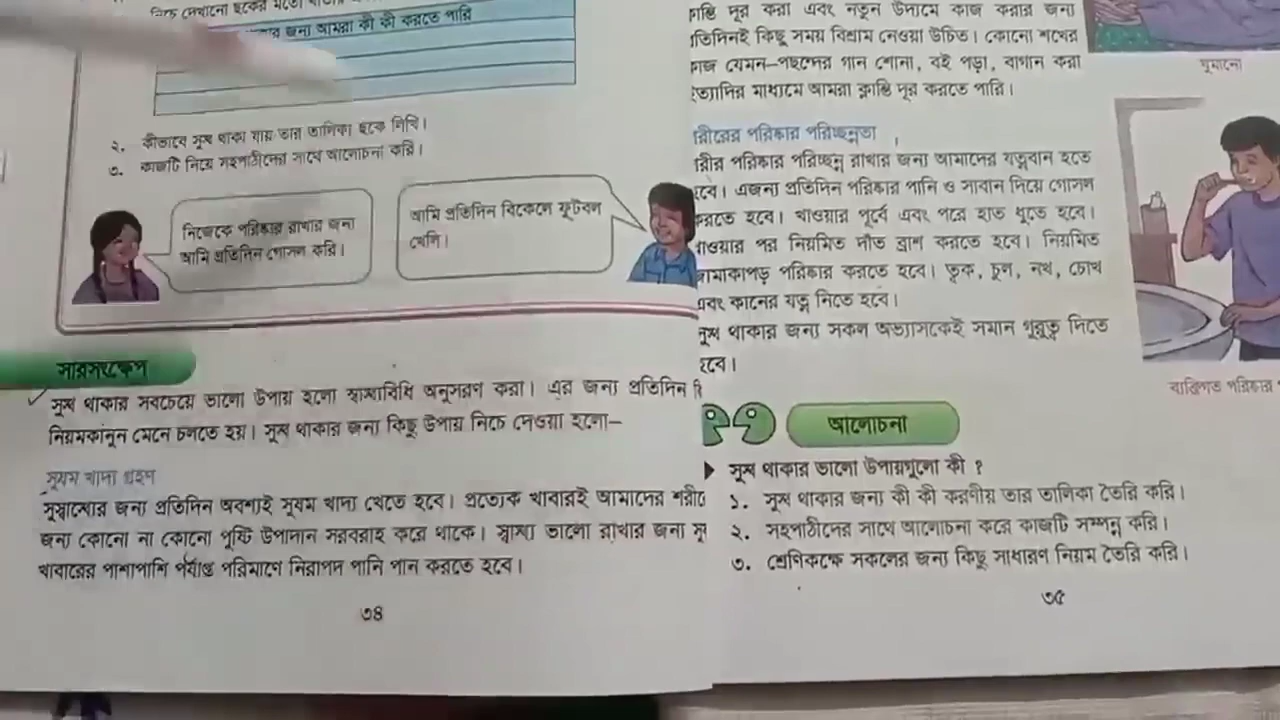 নিচে দেখানো ছকের মতো
জন্য আমরা কী কী করতে পারি
২. কীভাবে সুস্থ থাকা যায় তার তালিকা ছকে লিখি।
৩. কাজটি নিয়ে সহপাঠীদের সাথে আলোচনা করি।
নিজেকে পরিষ্কার রাখার জন্য
আমি প্রতিদিন গোসল করি।
আমি প্রতিদিন বিকেলে ফুটবল
খেলি।
সারসংক্ষেপ
সুস্থ থাকার সবচেয়ে ভালো উপায় হলো স্বাস্থ্যবিধি অনুসরণ করা। এর জন্য প্রতিদিন
নিয়মকানুন মেনে চলতে হয়। সুস্থ থাকার জন্য কিছু উপায় নিচে দেওয়া হলো—
সুষম খাদ্য গ্রহণ
সুস্বাস্থ্যের জন্য প্রতিদিন অবশ্যই সুষম খাদ্য খেতে হবে। প্রত্যেক খাবারই আমাদের শরীরে
জন্য কোনো না কোনো পুষ্টি উপাদান সরবরাহ করে থাকে। স্বাস্থ্য ভালো রাখার জন্য
খাবারের পাশাপাশি পর্যাপ্ত পরিমাণে নিরাপদ পানি পান করতে হবে।
৩৪
ক্লান্তি দূর করা এবং নতুন উদ্যমে কাজ করার জন্য
প্রতিদিনই কিছু সময় বিশ্রাম নেওয়া উচিত। কোনো শখের
কাজ যেমন—পছন্দের গান শোনা, বই পড়া, বাগান করা
ইত্যাদির মাধ্যমে আমরা ক্লান্তি দূর করতে পারি।
ঘুমানো
শরীরের পরিষ্কার পরিচ্ছন্নতা
শরীর পরিষ্কার পরিচ্ছন্ন রাখার জন্য আমাদের যত্নবান হতে
হবে। এজন্য প্রতিদিন পরিষ্কার পানি ও সাবান দিয়ে গোসল
করতে হবে। খাওয়ার পূর্বে এবং পরে হাত ধুতে হবে।
খাওয়ার পর নিয়মিত দাঁত ব্রাশ করতে হবে। নিয়মিত
জামাকাপড় পরিষ্কার করতে হবে। ত্বক, চুল, নখ, চোখ
এবং কানের যত্ন নিতে হবে।
সুস্থ থাকার জন্য সকল অভ্যাসকেই সমান গুরুত্ব দিতে
হবে।
ব্যক্তিগত পরিষ্কার
আলোচনা
সুস্থ থাকার ভালো উপায়গুলো কী ?
১. সুস্থ থাকার জন্য কী কী করণীয় তার তালিকা তৈরি করি।
২. সহপাঠীদের সাথে আলোচনা করে কাজটি সম্পন্ন করি।
৩. শ্রেণিকক্ষে সকলের জন্য কিছু সাধারণ নিয়ম তৈরি করি।
৩৫